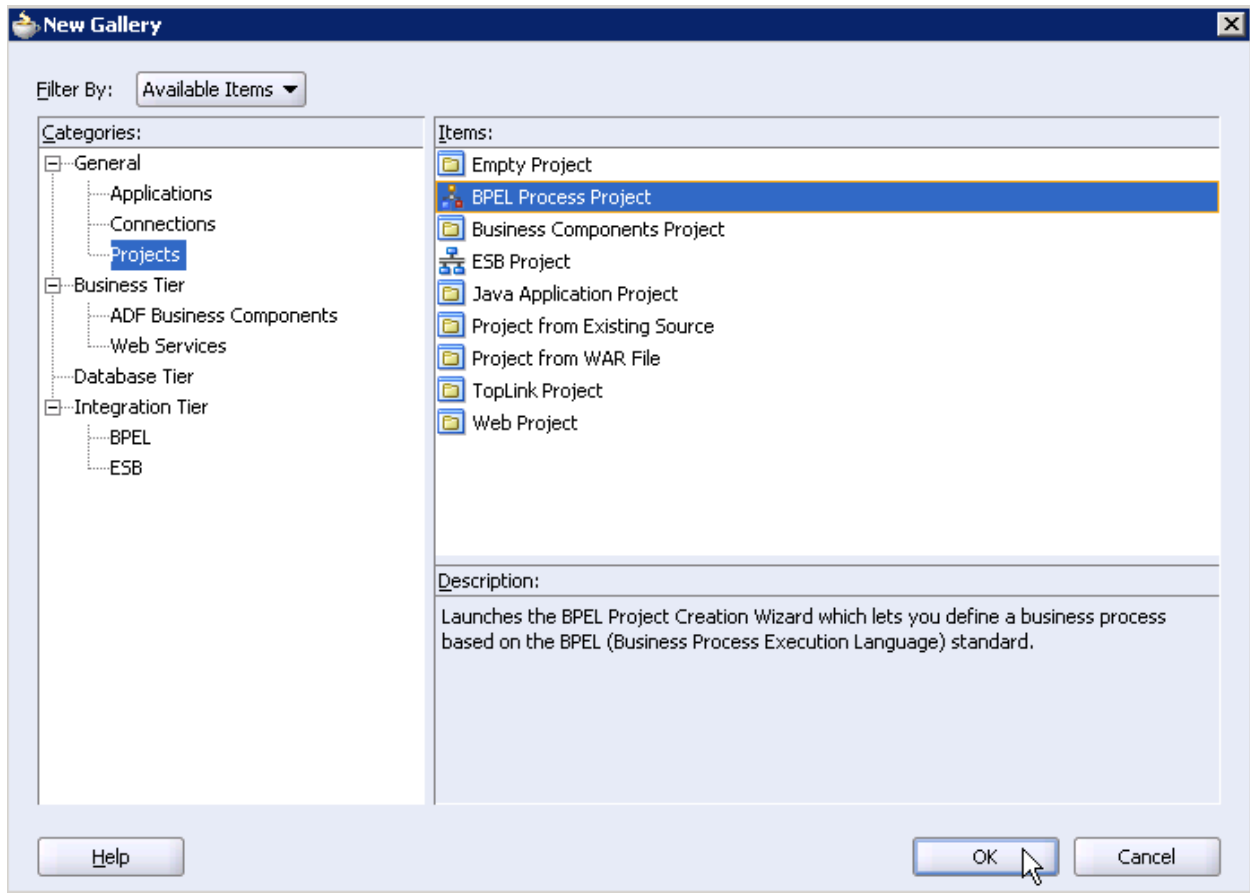 New Gallery
Filter By: Available Items
Categories:
General
Applications
Connections
Projects
Business Tier
ADF Business Components
Web Services
Database Tier
Integration Tier
BPEL
ESB
Items:
Empty Project
BPEL Process Project
Business Components Project
ESB Project
Java Application Project
Project from Existing Source
Project from WAR File
TopLink Project
Web Project
Description:
Launches the BPEL Project Creation Wizard which lets you define a business process
based on the BPEL (Business Process Execution Language) standard.
Help OK Cancel